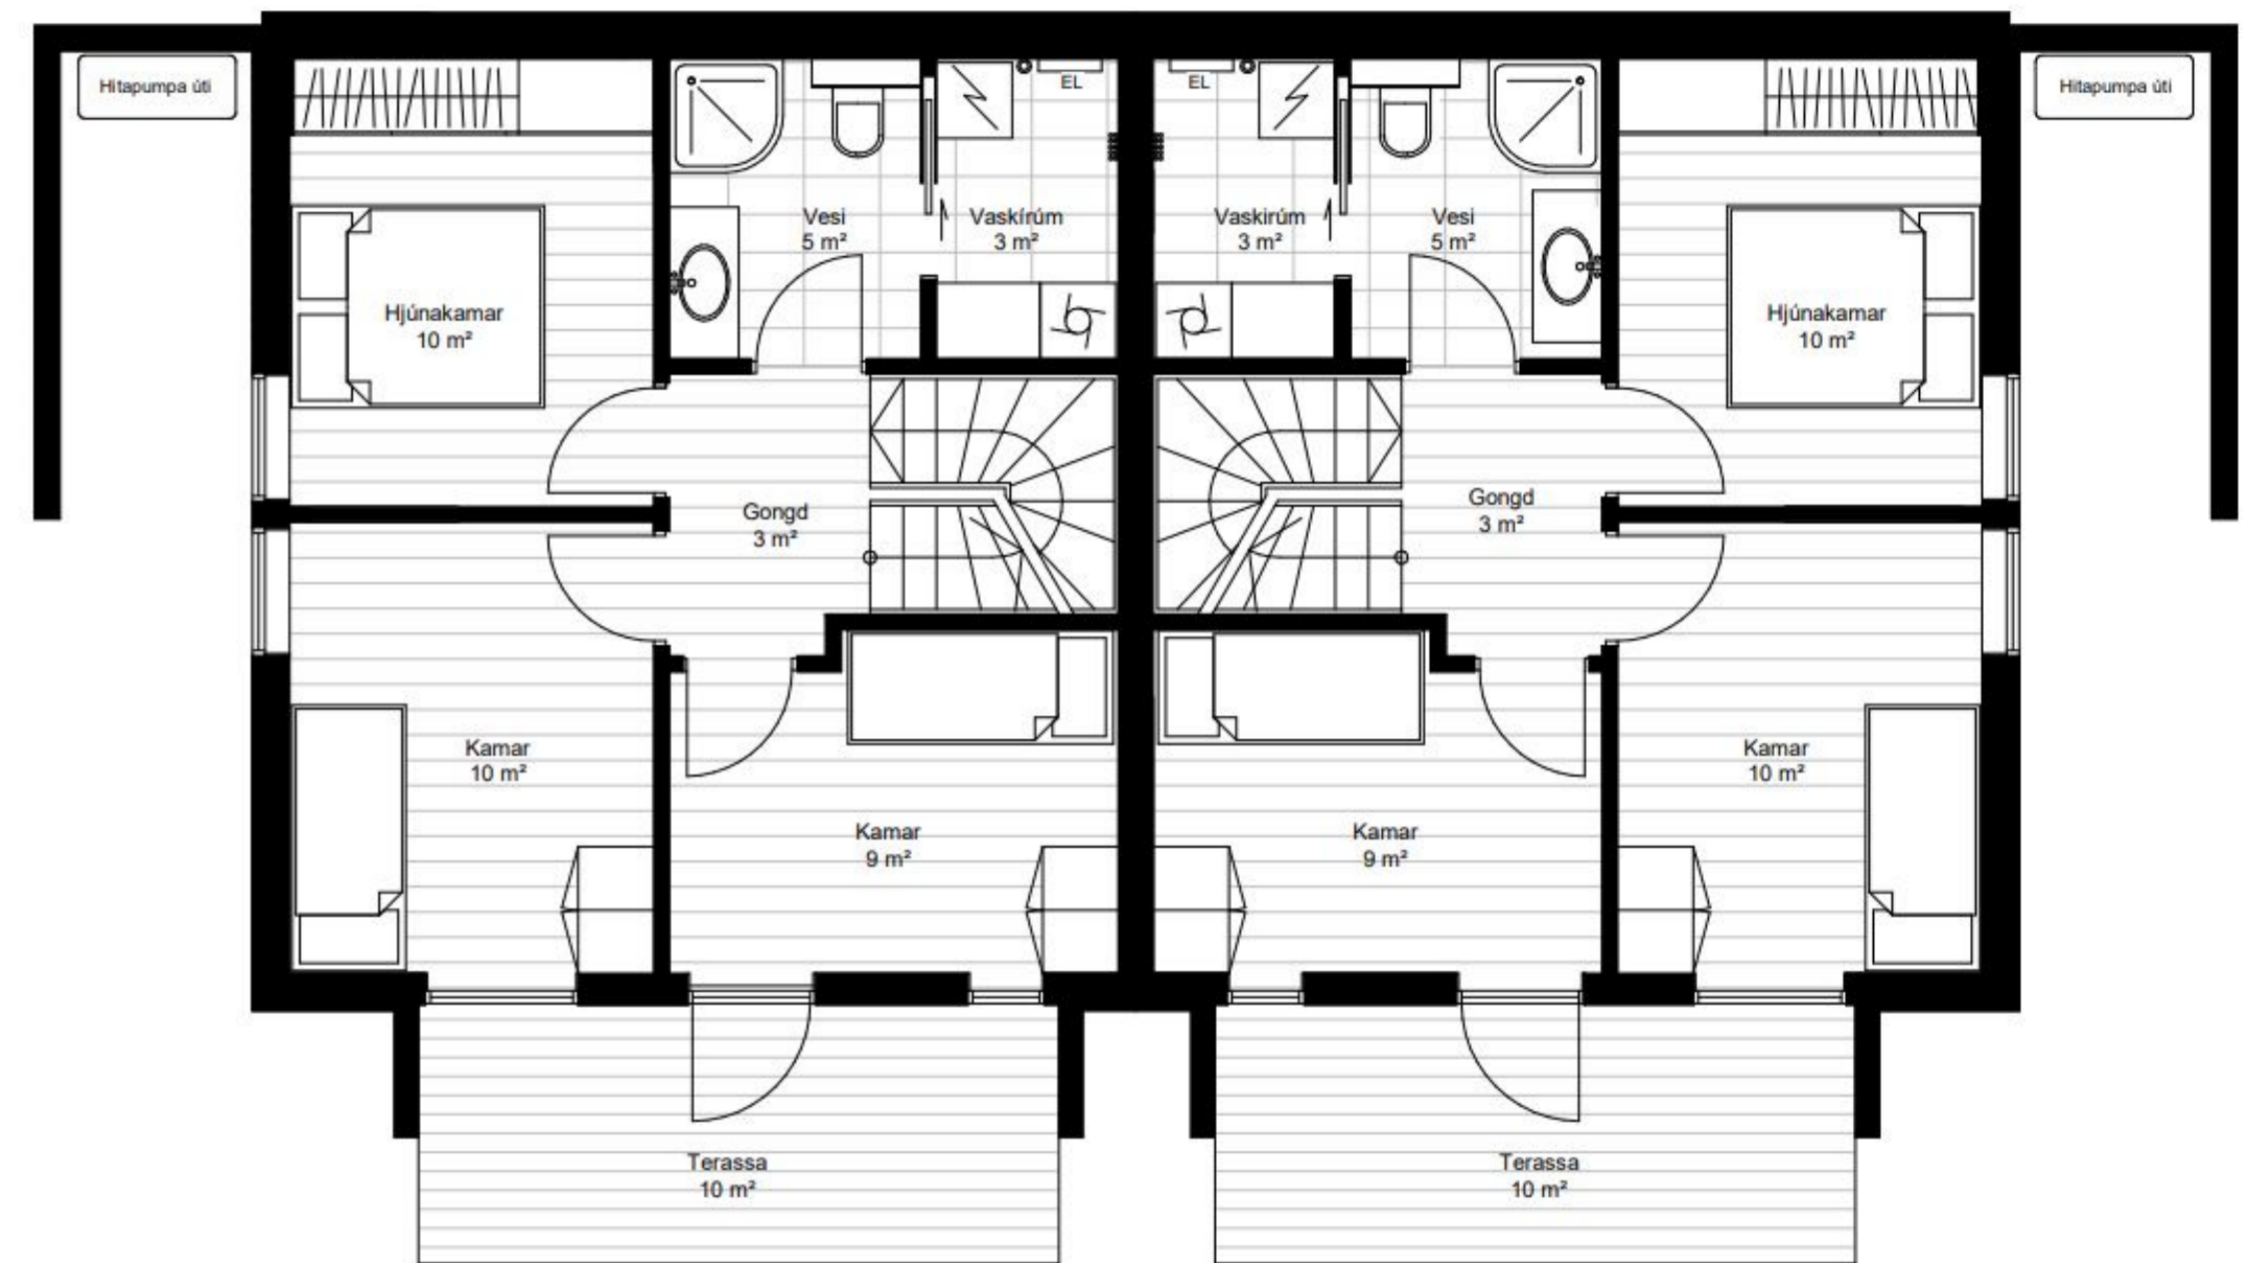 Hitapumpa úti
EL
EL
Hitapumpa úti
Vesi
5 m²
Vaskírúm
3 m²
Vaskirúm
3 m²
Vesi
5 m²
Hjúnakamar
10 m²
Hjúnakamar
10 m²
Gongd
3 m²
Gongd
3 m²
Kamar
10 m²
Kamar
9 m²
Kamar
9 m²
Kamar
10 m²
Terassa
10 m²
Terassa
10 m²